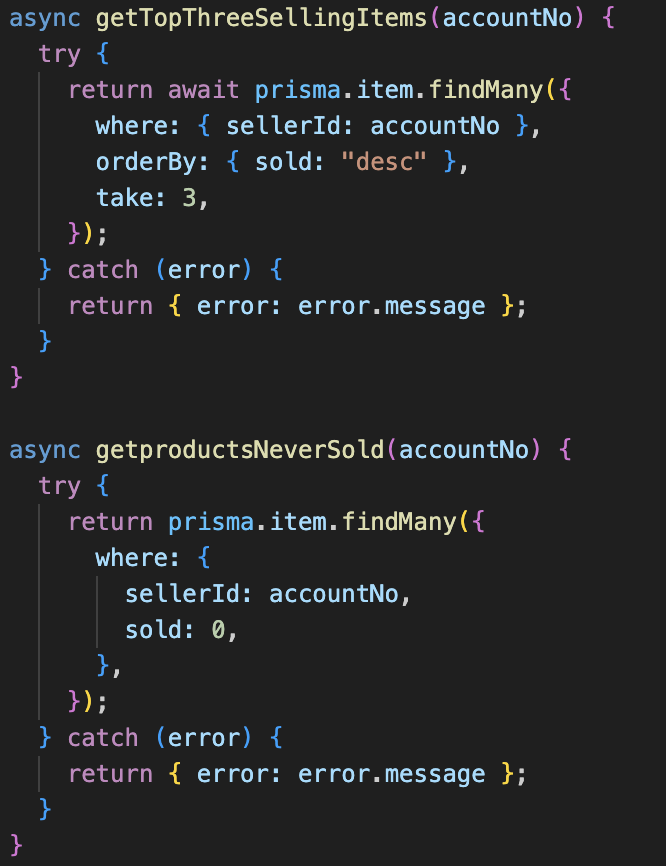 async getTopThreeSellingItems(accountNo) {
  try {
    return await prisma.item.findMany({
      where: { sellerId: accountNo },
      orderBy: { sold: "desc" },
      take: 3,
    });
  } catch (error) {
    return { error: error.message };
  }
}

async getproductsNeverSold(accountNo) {
  try {
    return prisma.item.findMany({
      where: {
        sellerId: accountNo,
        sold: 0,
      },
    });
  } catch (error) {
    return { error: error.message };
  }
}